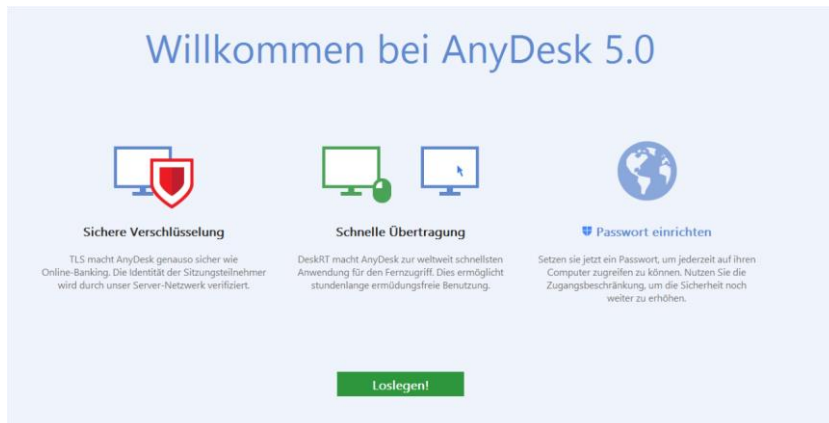 Willkommen bei AnyDesk 5.0
Sichere Verschlüsselung
TLS macht AnyDesk genauso sicher wie
Online-Banking. Die Identität der Sitzungsteilnehmer
wird durch unser Server-Netzwerk verifiziert.
Schnelle Übertragung
DeskRT macht AnyDesk zur weltweit schnellsten
Anwendung für den Fernzugriff. Dies ermöglicht
stundenlange ermüdungsfreie Benutzung.
Passwort einrichten
Setzen sie jetzt ein Passwort, um jederzeit auf ihren
Computer zugreifen zu können. Nutzen Sie die
Zugangsbeschränkung, um die Sicherheit noch
weiter zu erhöhen.
Loslegen!